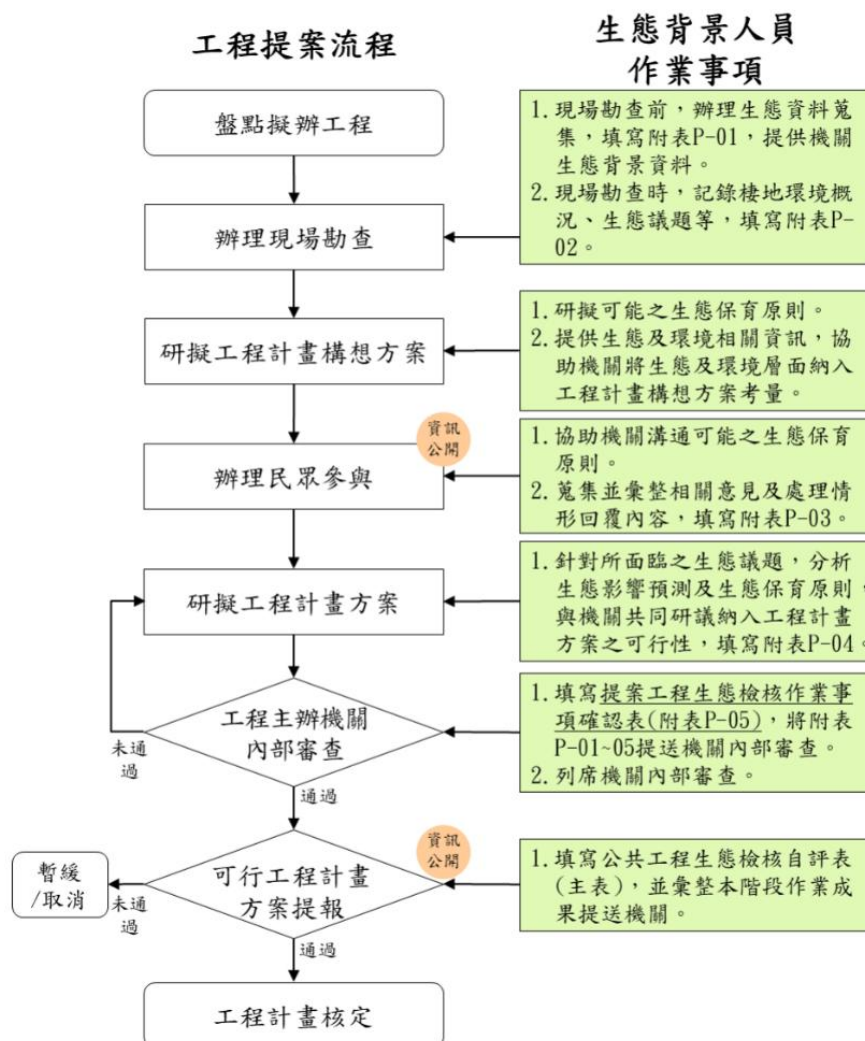 工程提案流程
生態背景人員
作業事項
盤點擬辦工程
1. 現場勘查前，辦理生態資料蒐
集，填寫附表P-01，提供機關
生態背景資料。
2. 現場勘查時，記錄棲地環境概
況、生態議題等，填寫附表P-
02。
辦理現場勘查
1. 研擬可能之生態保育原則。
2. 提供生態及環境相關資訊，協
助機關將生態及環境層面納入
工程計畫構想方案考量。
研擬工程計畫構想方案
資訊
公開
辦理民眾參與
1. 協助機關溝通可能之生態保育
原則。
2. 蒐集並彙整相關意見及處理情
形回覆內容，填寫附表P-03。
研擬工程計畫方案
1. 針對所面臨之生態議題，分析
生態影響預測及生態保育原則，
與機關共同研議納入工程計畫
方案之可行性，填寫附表P-04。
工程主辦機關
內部審查
未通
過
通過
1. 填寫提案工程生態檢核作業事
項確認表(附表P-05)，將附表
P-01~05提送機關內部審查。
2. 列席機關內部審查。
資訊
公開
可行工程計畫
方案提報
暫緩
/取消
未通
過
通過
1. 填寫公共工程生態檢核自評表
(主表)，並彙整本階段作業成
果提送機關。
工程計畫核定